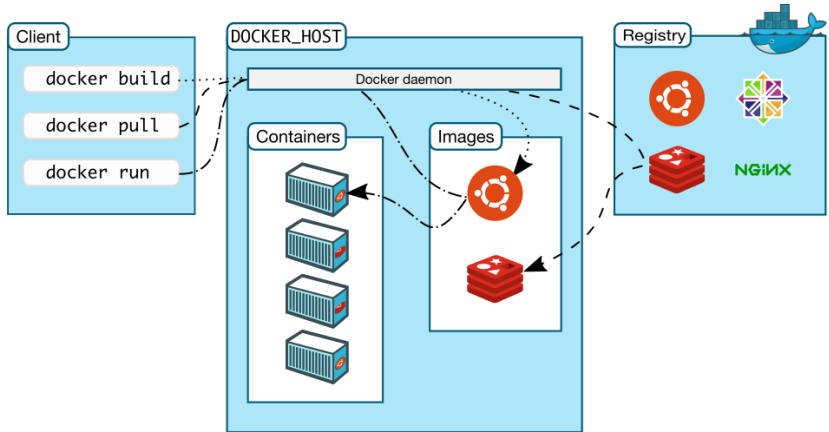 Client
docker build
docker pull
docker run
DOCKER_HOST
Docker daemon
Containers
Images
Registry
NGiNX